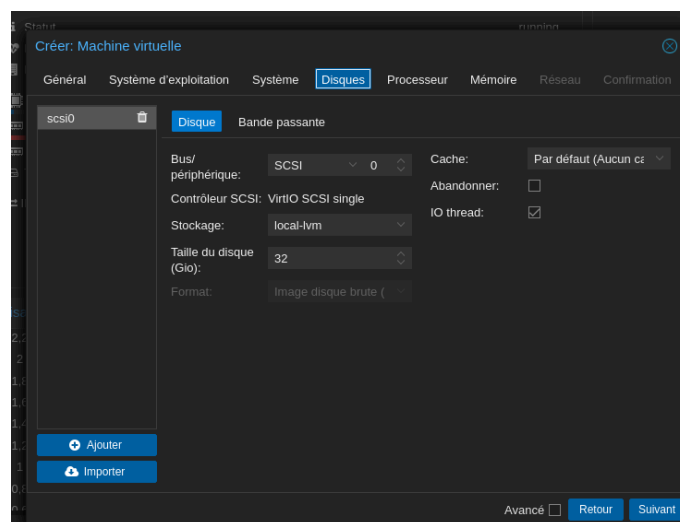 Statut
running
Créer: Machine virtuelle
Général Système d'exploitation Système Disques Processeur Mémoire Réseau Confirmation
scsi0
Disque Bande passante
Bus/
périphérique:
SCSI 0
Cache:
Par défaut (Aucun ca
Contrôleur SCSI: VirtIO SCSI single
Abandonner:
Stockage: local-lvm
IO thread:
Taille du disque
(Gio):
32
Format: Image disque brute (
Ajouter
Importer
Avancé Retour Suivant